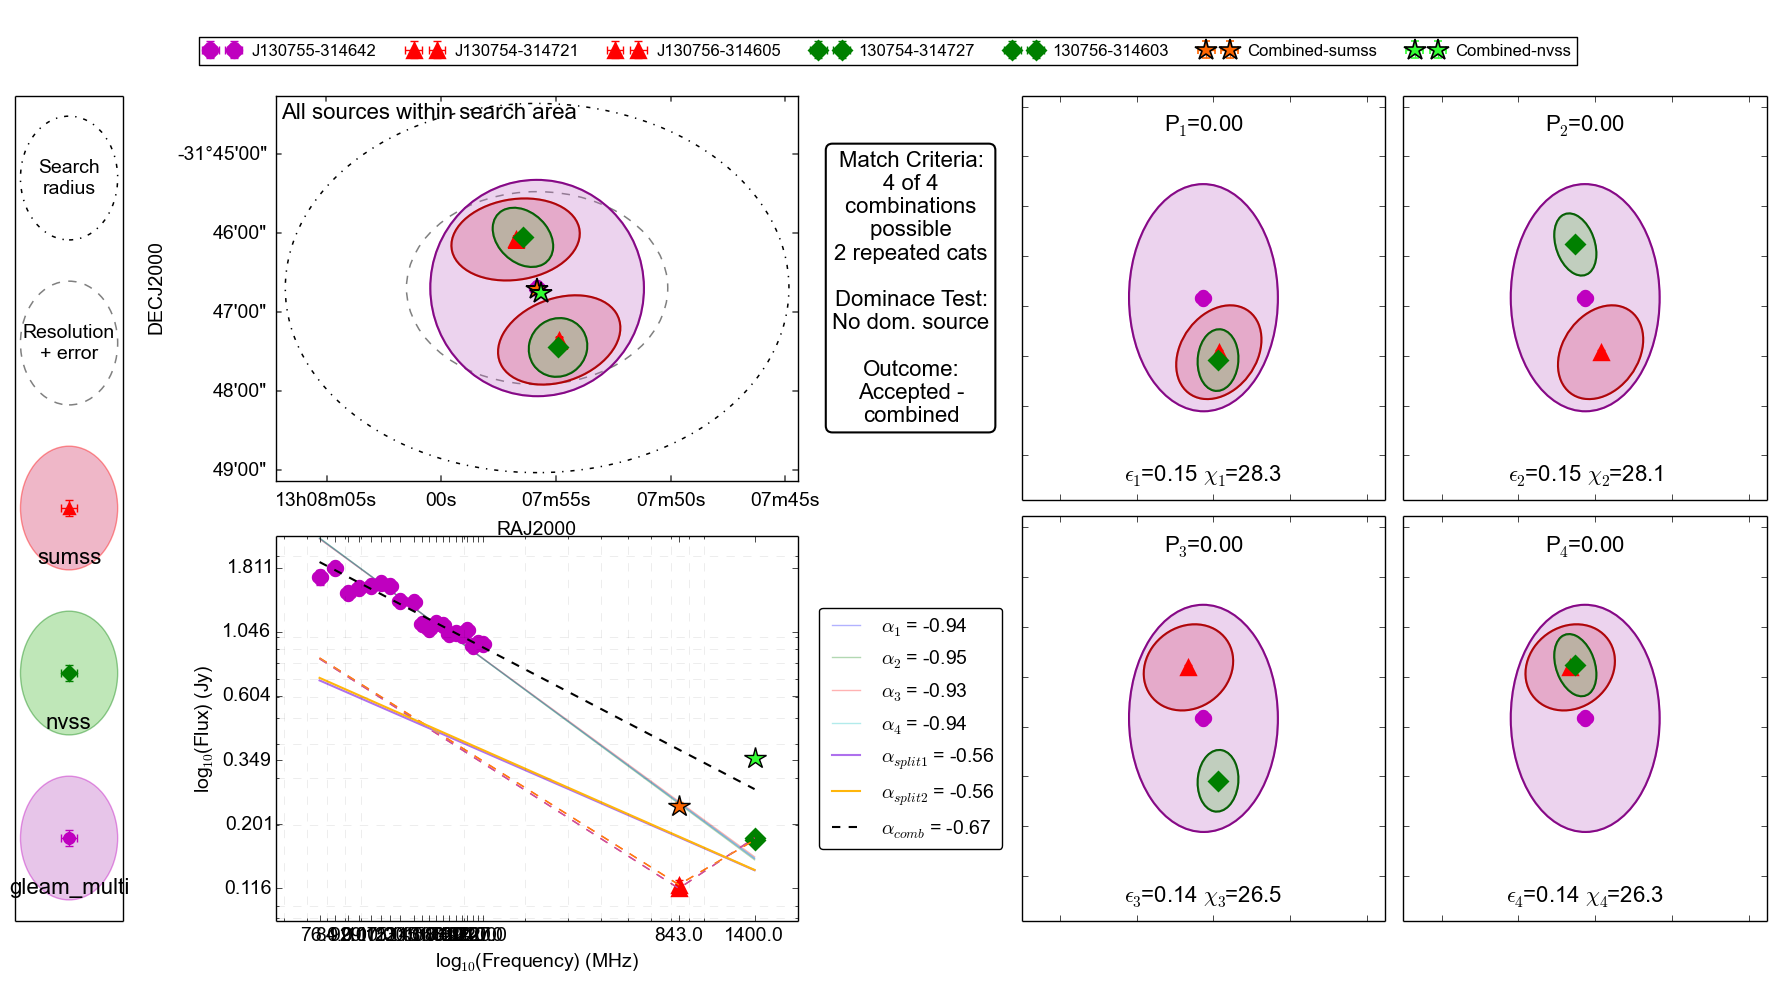 J130755-314642
J130754-314721
J130756-314605
130754-314727
130756-314603
Combined-sumss
Combined-nvss
Search
radius
Resolution
+ error
sumss
nvss
gleam_multi
All sources within search area
DECJ2000
-31°45'00"
46'00"
47'00"
48'00"
49'00"
13h08m05s
00s
07m55s
07m50s
07m45s
RAJ2000
Match Criteria:
4 of 4
combinations
possible
2 repeated cats
Dominace Test:
No dom. source
Outcome:
Accepted -
combined
P1=0.00
ϵ1=0.15 χ1=28.3
P2=0.00
ϵ2=0.15 χ2=28.1
P3=0.00
ϵ3=0.14 χ3=26.5
P4=0.00
ϵ4=0.14 χ4=26.3
log10(Flux) (Jy)
1.811
1.046
0.604
0.349
0.201
0.116
843.0
1400.0
log10(Frequency) (MHz)
α1 = -0.94
α2 = -0.95
α3 = -0.93
α4 = -0.94
αsplit1 = -0.56
αsplit2 = -0.56
αcomb = -0.67